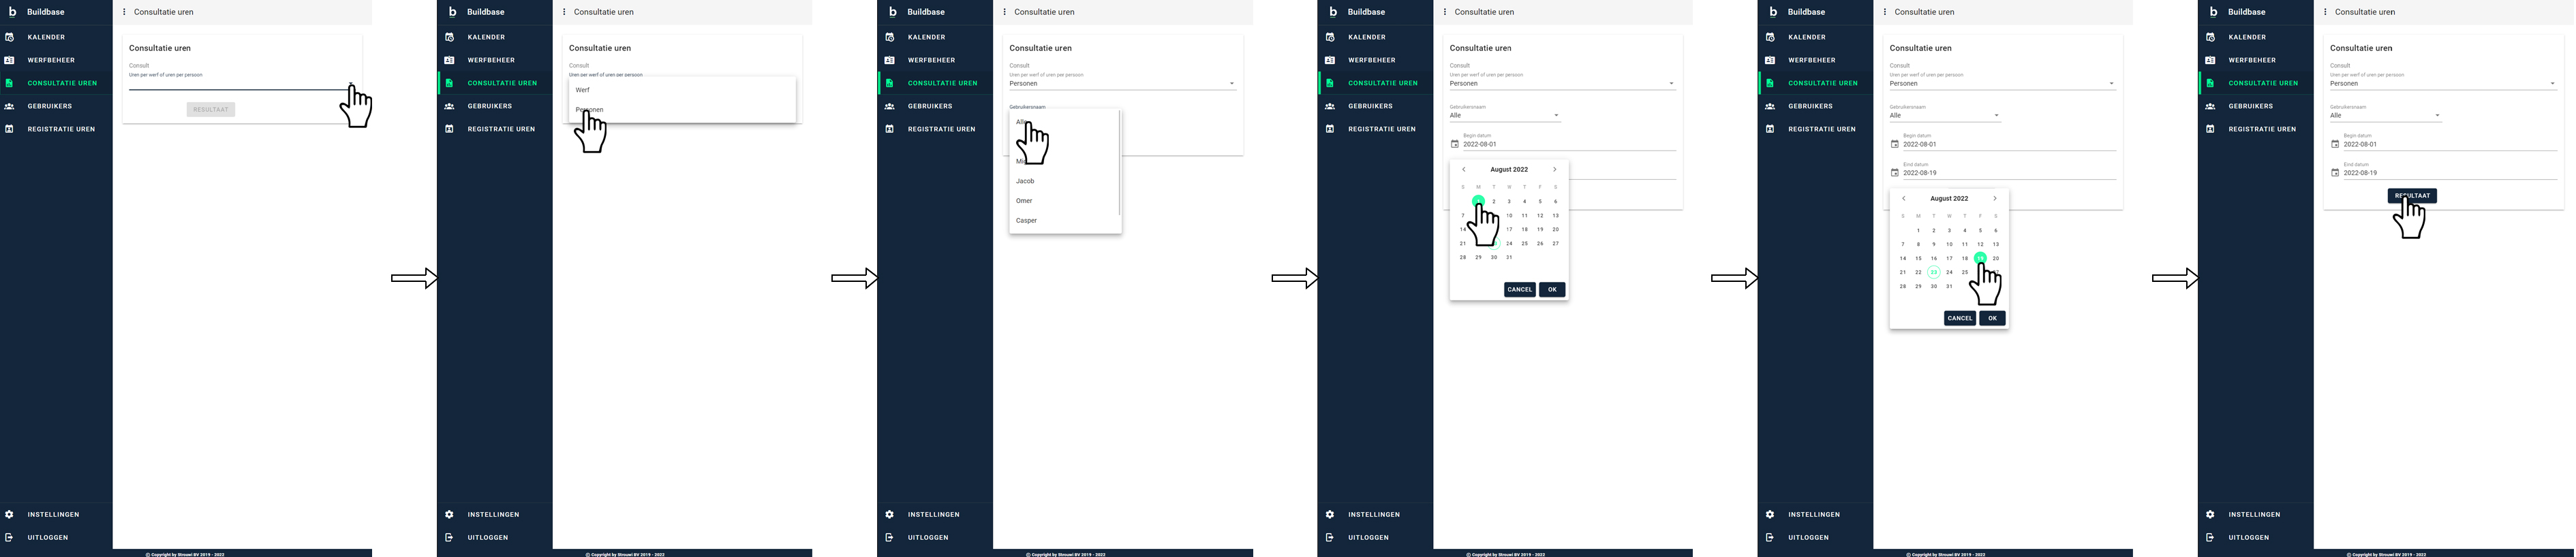 Buildbase
KALENDER
WERFBEHEER
CONSULTATIE UREN
GEBRUIKERS
REGISTRATIE UREN
INSTELLINGEN
UITLOGGEN
Consultatie uren
Consultatie uren
Consult
Uren per werf of uren per persoon
RESULTAAT
© Copyright by Strouwi BV 2019 - 2022
Buildbase
KALENDER
WERFBEHEER
CONSULTATIE UREN
GEBRUIKERS
REGISTRATIE UREN
INSTELLINGEN
UITLOGGEN
Consultatie uren
Consultatie uren
Consult
Uren per werf of uren per persoon
Werf
Personen
© Copyright by Strouwi BV 2019 - 2022
Buildbase
KALENDER
WERFBEHEER
CONSULTATIE UREN
GEBRUIKERS
REGISTRATIE UREN
INSTELLINGEN
UITLOGGEN
Consultatie uren
Consultatie uren
Consult
Uren per werf of uren per persoon
Personen
Gebruikersnaam
Alle
Jacob
Omer
Casper
© Copyright by Strouwi BV 2019 - 2022
Buildbase
KALENDER
WERFBEHEER
CONSULTATIE UREN
GEBRUIKERS
REGISTRATIE UREN
INSTELLINGEN
UITLOGGEN
Consultatie uren
Consultatie uren
Consult
Uren per werf of uren per persoon
Personen
Gebruikersnaam
Alle
Begin datum
2022-08-01
August 2022
S M T W T F S
1 2 3 4 5 6
7 10 11 12 13
14 17 18 19 20
21 24 25 26 27
28 29 30 31
CANCEL OK
© Copyright by Strouwi BV 2019 - 2022
Buildbase
KALENDER
WERFBEHEER
CONSULTATIE UREN
GEBRUIKERS
REGISTRATIE UREN
INSTELLINGEN
UITLOGGEN
Consultatie uren
Consultatie uren
Consult
Uren per werf of uren per persoon
Personen
Gebruikersnaam
Alle
Begin datum
2022-08-01
Eind datum
2022-08-19
August 2022
S M T W T F S
1 2 3 4 5 6
7 8 9 10 11 12 13
14 15 16 17 18 19 20
21 22 23 24 25 27
28 29 30 31
CANCEL OK
© Copyright by Strouwi BV 2019 - 2022
Buildbase
KALENDER
WERFBEHEER
CONSULTATIE UREN
GEBRUIKERS
REGISTRATIE UREN
INSTELLINGEN
UITLOGGEN
Consultatie uren
Consultatie uren
Consult
Uren per werf of uren per persoon
Personen
Gebruikersnaam
Alle
Begin datum
2022-08-01
Eind datum
2022-08-19
RESULTAAT
© Copyright by Strouwi BV 2019 - 2022